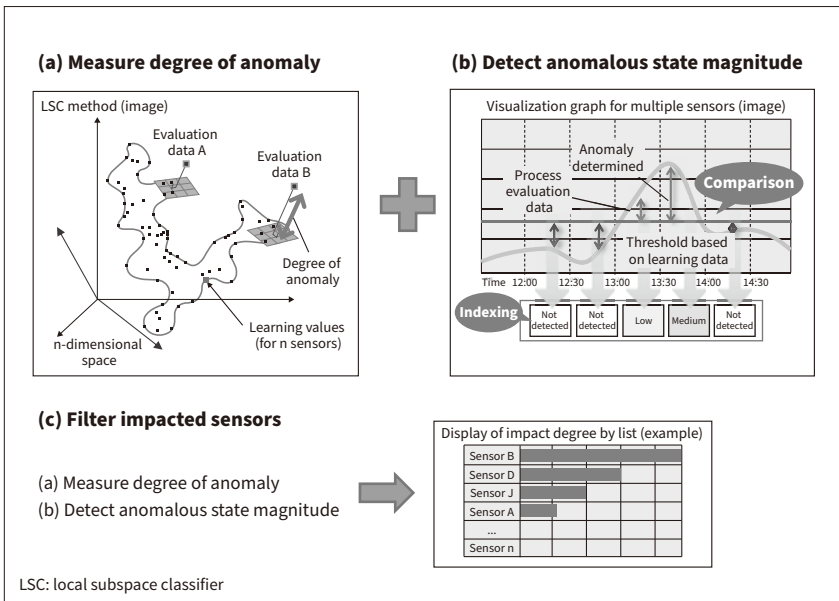 (a) Measure degree of anomaly
LSC method (image)
Evaluation
data A
Evaluation
data B
Degree of
anomaly
Learning values
(for n sensors)
n-dimensional
space
(b) Detect anomalous state magnitude
Visualization graph for multiple sensors (image)
Anomaly
determined
Process
evaluation
data
Comparison
Threshold based
on learning data
Time 12:00 12:30 13:00 13:30 14:00 14:30
Indexing
Not
detected
Not
detected
Low
Medium
Not
detected
(c) Filter impacted sensors
(a) Measure degree of anomaly
(b) Detect anomalous state magnitude
Display of impact degree by list (example)
Sensor B
Sensor D
Sensor J
Sensor A
...
Sensor n
LSC: local subspace classifier